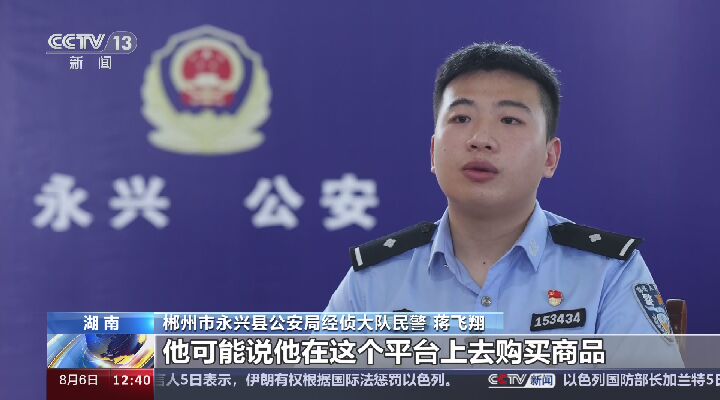 CCTV 13
新闻
永兴 公安
153434
湖南
郴州市永兴县公安局经侦大队民警 蒋飞翔
他可能说他在这个平台上去购买商品
8月6日 12:40 言人5日表示，伊朗有权根据国际法惩罚以色列。 CCTV新闻 以色列国防部长加兰特5日